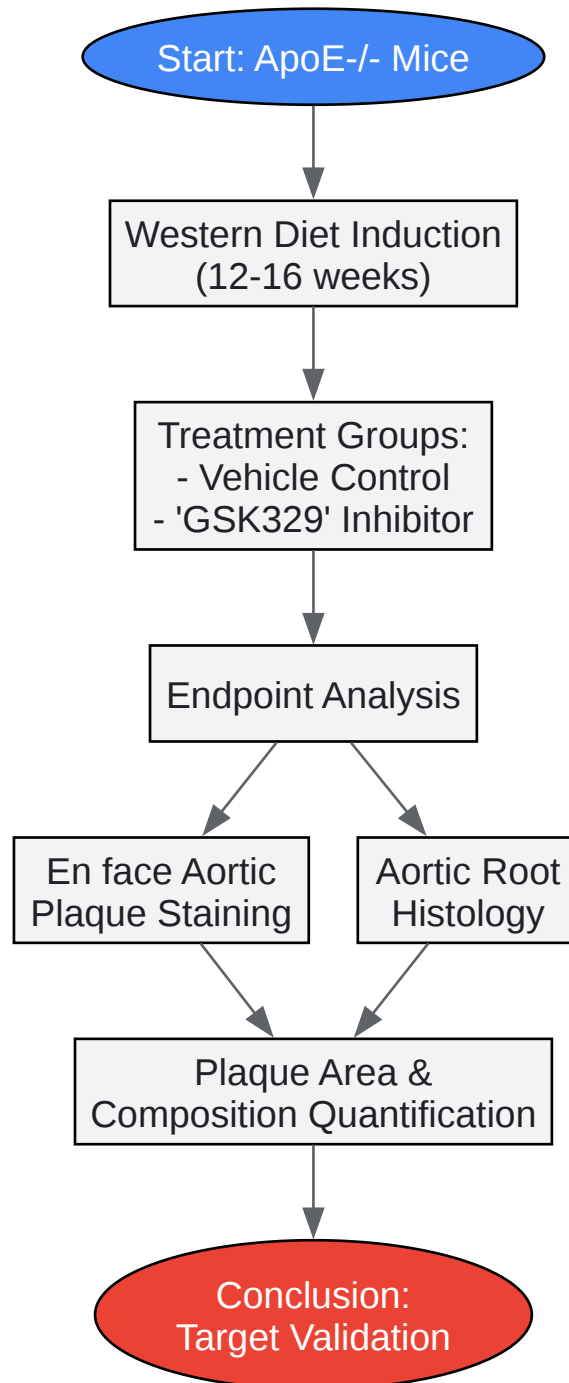 Start: ApoE-/- Mice
Western Diet Induction
(12-16 weeks)
Treatment Groups:
- Vehicle Control
- 'GSK329' Inhibitor
Endpoint Analysis
En face Aortic
Plaque Staining
Aortic Root
Histology
Plaque Area &
Composition Quantification
Conclusion:
Target Validation